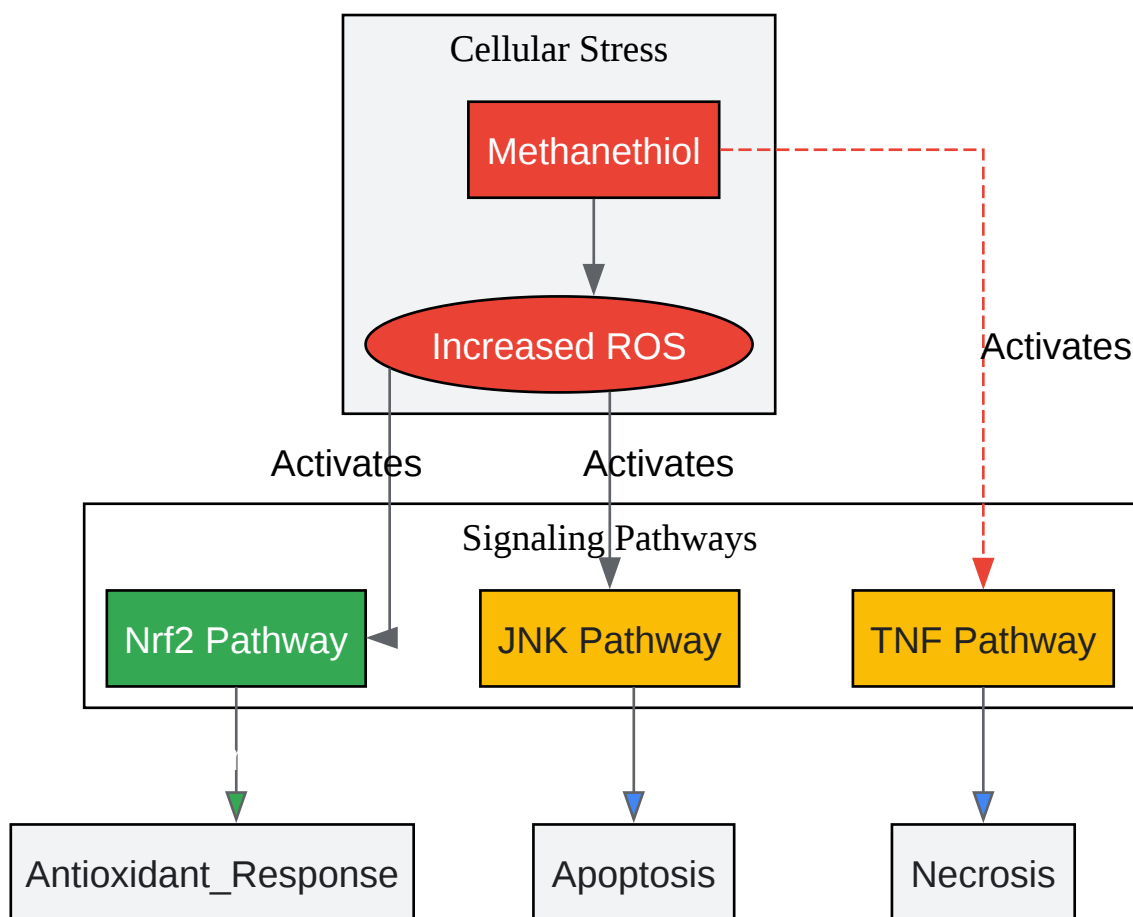 Cellular Stress
Methanethiol
Increased ROS
Activates
Activates
Activates
Signaling Pathways
Nrf2 Pathway
JNK Pathway
TNF Pathway
Antioxidant_Response
Apoptosis
Necrosis